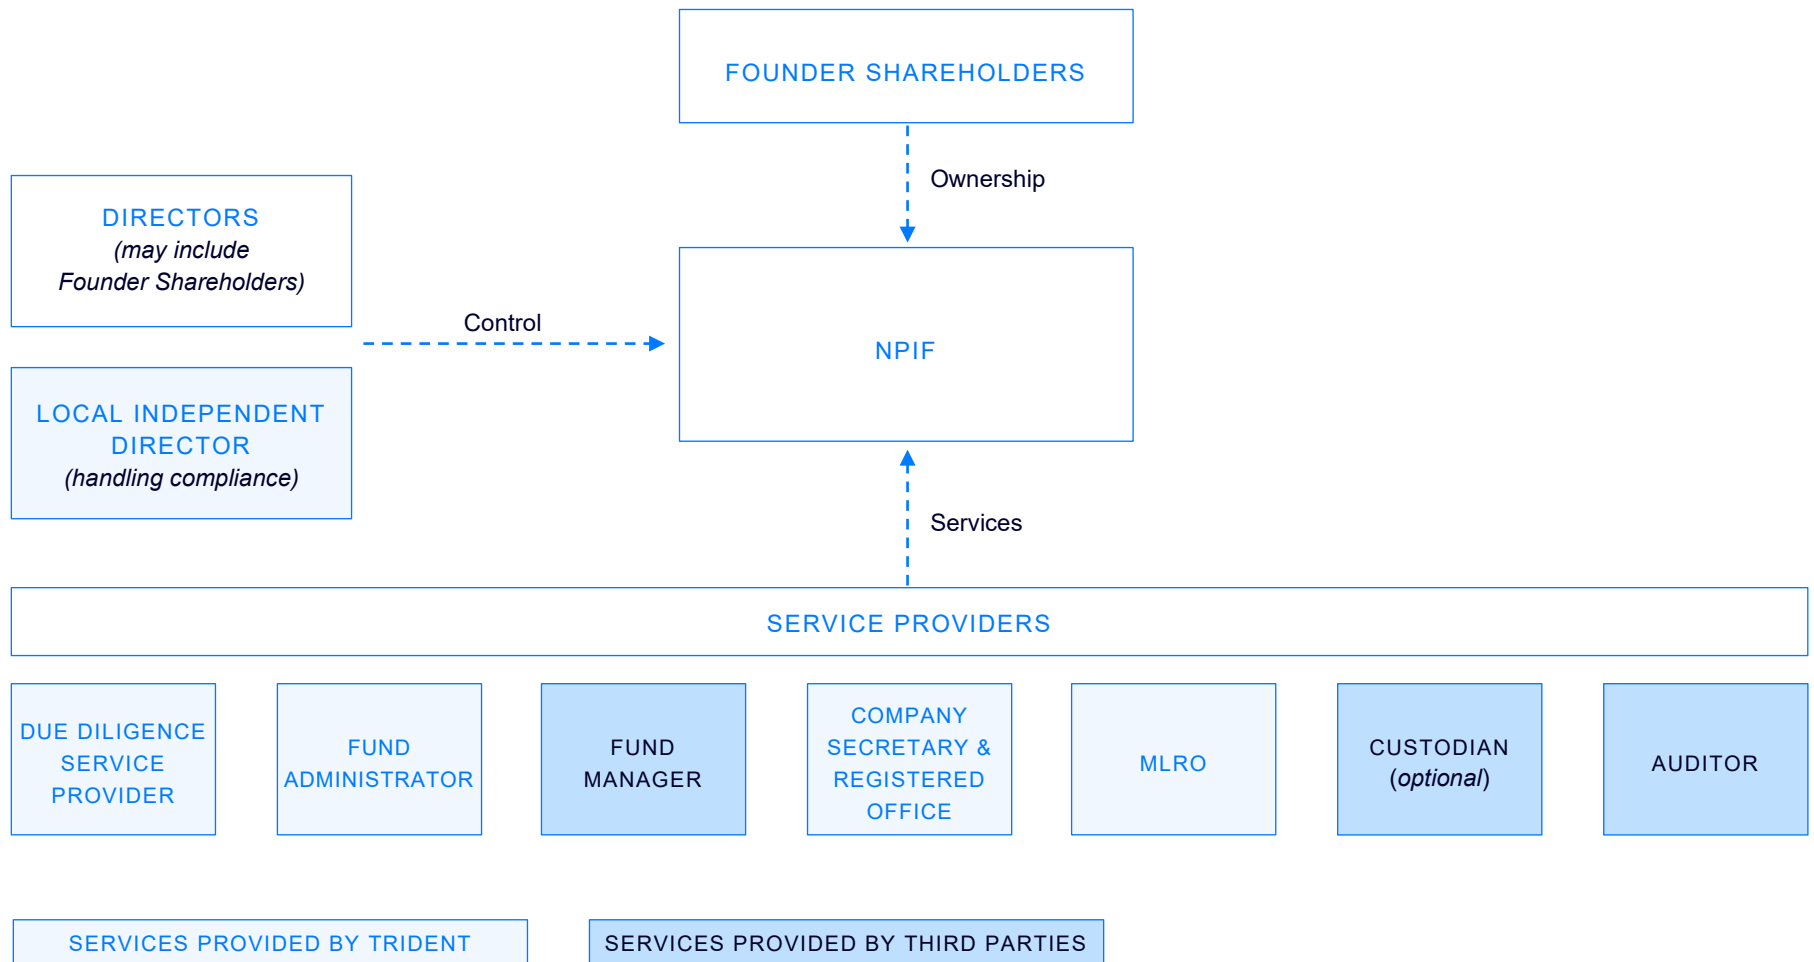 FOUNDER SHAREHOLDERS
Ownership
DIRECTORS
(may include
Founder Shareholders)
Control
NPIF
LOCAL INDEPENDENT
DIRECTOR
(handling compliance)
Services
SERVICE PROVIDERS
DUE DILIGENCE
SERVICE
PROVIDER
FUND
ADMINISTRATOR
FUND
MANAGER
COMPANY
SECRETARY &
REGISTERED
OFFICE
MLRO
CUSTODIAN
(optional)
AUDITOR
SERVICES PROVIDED BY TRIDENT
SERVICES PROVIDED BY THIRD PARTIES